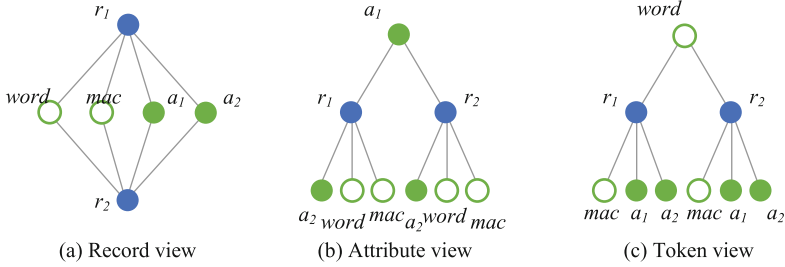 r1
word mac a1 a2
r2
(a) Record view
a1
r1 r2
a2 word mac a2 word mac
(b) Attribute view
word
r1 r2
mac a1 a2 mac a1 a2
(c) Token view